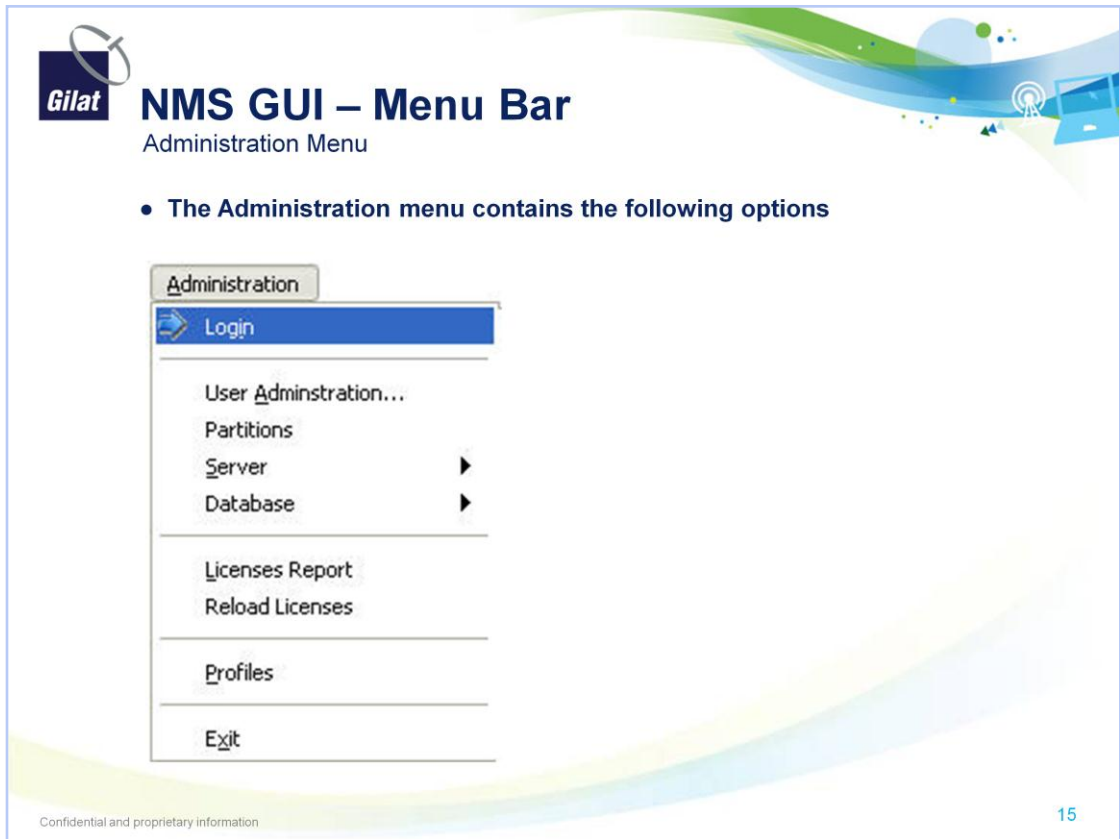 Gilat
NMS GUI – Menu Bar
Administration Menu
● The Administration menu contains the following options
Administration
Login
User Adminstration...
Partitions
Server
Database
Licenses Report
Reload Licenses
Profiles
Exit
Confidential and proprietary information
15